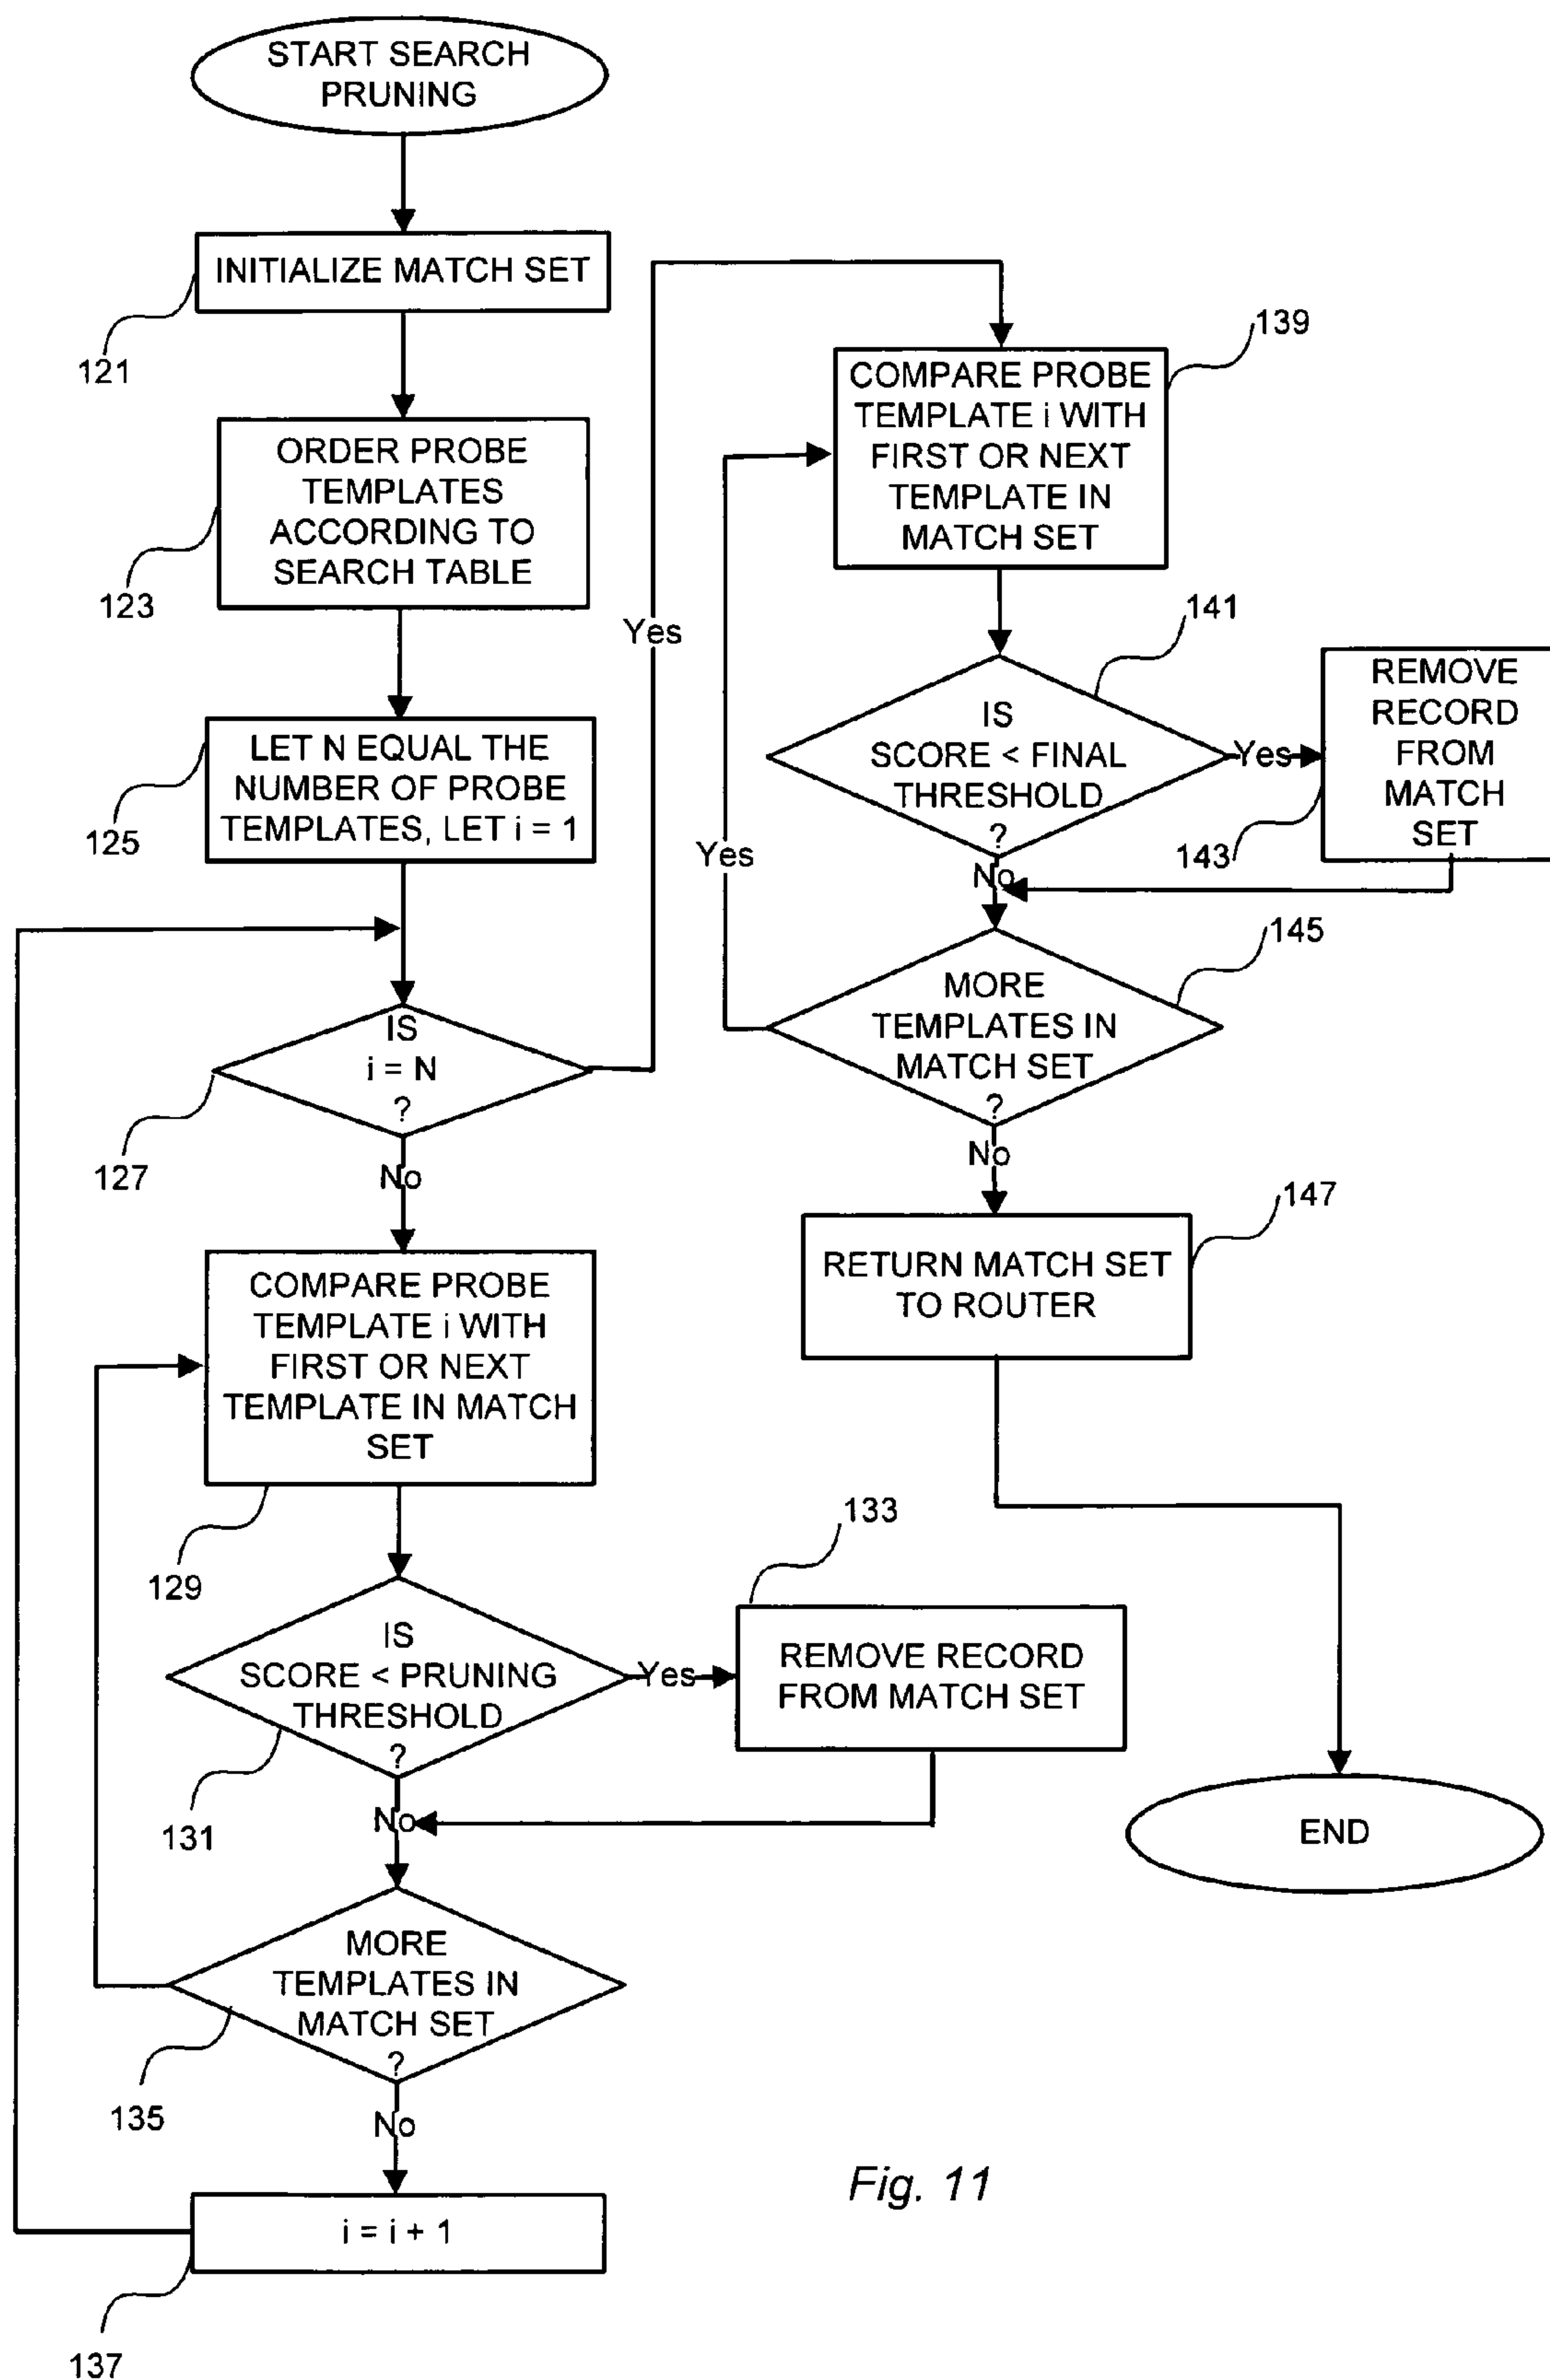 START SEARCH
PRUNING
INITIALIZE MATCH SET
121
ORDER PROBE
TEMPLATES
ACCORDING TO
SEARCH TABLE
123
LET N EQUAL THE
NUMBER OF PROBE
TEMPLATES, LET i = 1
125
IS
i = N
?
127
Yes
No
COMPARE PROBE
TEMPLATE i WITH
FIRST OR NEXT
TEMPLATE IN MATCH
SET
129
IS
SCORE < PRUNING
THRESHOLD
?
131
Yes
133
REMOVE RECORD
FROM MATCH SET
No
MORE
TEMPLATES IN
MATCH SET
?
135
No
i = i + 1
137
139
COMPARE PROBE
TEMPLATE i WITH
FIRST OR NEXT
TEMPLATE IN
MATCH SET
141
IS
SCORE < FINAL
THRESHOLD
?
Yes
REMOVE
RECORD
FROM
MATCH
SET
143
No
Yes
145
MORE
TEMPLATES IN
MATCH SET
?
No
147
RETURN MATCH SET
TO ROUTER
END
Fig. 11